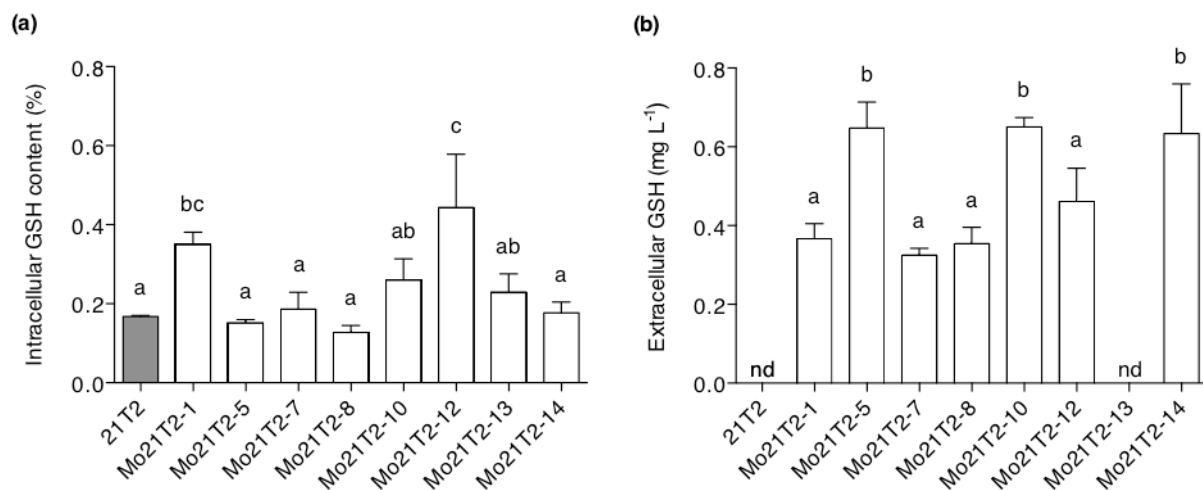 (a)
Intracellular GSH content (%)
0.8
0.6
0.4
0.2
0.0
a
bc
a
a
a
ab
c
ab
a
21T2
Mo21T2-1
Mo21T2-5
Mo21T2-7
Mo21T2-8
Mo21T2-10
Mo21T2-12
Mo21T2-13
Mo21T2-14
(b)
Extracellular GSH (mg L⁻¹)
0.8
0.6
0.4
0.2
0.0
nd
a
b
a
a
b
a
nd
b
21T2
Mo21T2-1
Mo21T2-5
Mo21T2-7
Mo21T2-8
Mo21T2-10
Mo21T2-12
Mo21T2-13
Mo21T2-14